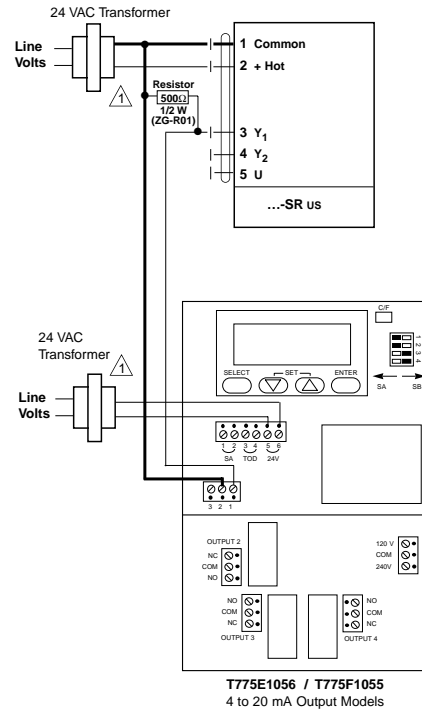 24 VAC Transformer
Line
Volts
1
Resistor
500Ω
1/2 W
(ZG-R01)
1 Common
2 + Hot
3 Y1
4 Y2
5 U
...-SR US
24 VAC
Transformer
1
Line
Volts
C/F
SELECT
SET
ENTER
1
2
3
4
SA
SB
1 2 3 4 5 6
SA TOD 24V
3 2 1
OUTPUT 2
NC
COM
NO
120 V
COM
240V
NO
COM
NC
OUTPUT 3
NO
COM
NC
OUTPUT 4
T775E1056 / T775F1055
4 to 20 mA Output Models